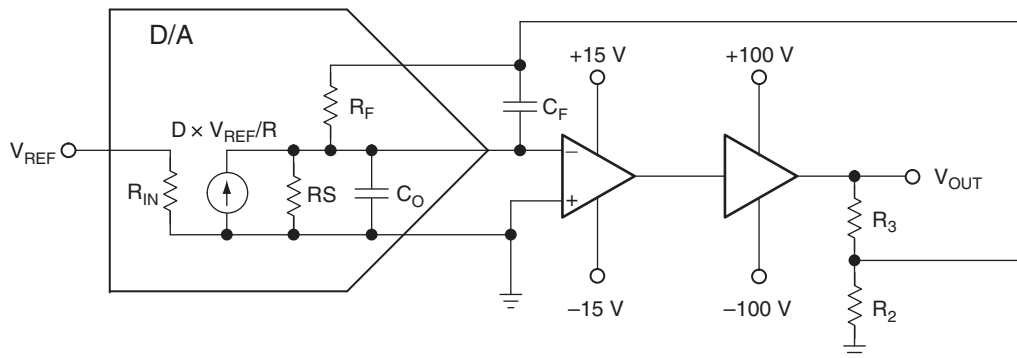 D/A
+15 V
+100 V
R_F
C_F
D × V_REF/R
V_REF
−
R_IN
RS
C_O
+
V_OUT
R_3
−15 V
−100 V
R_2